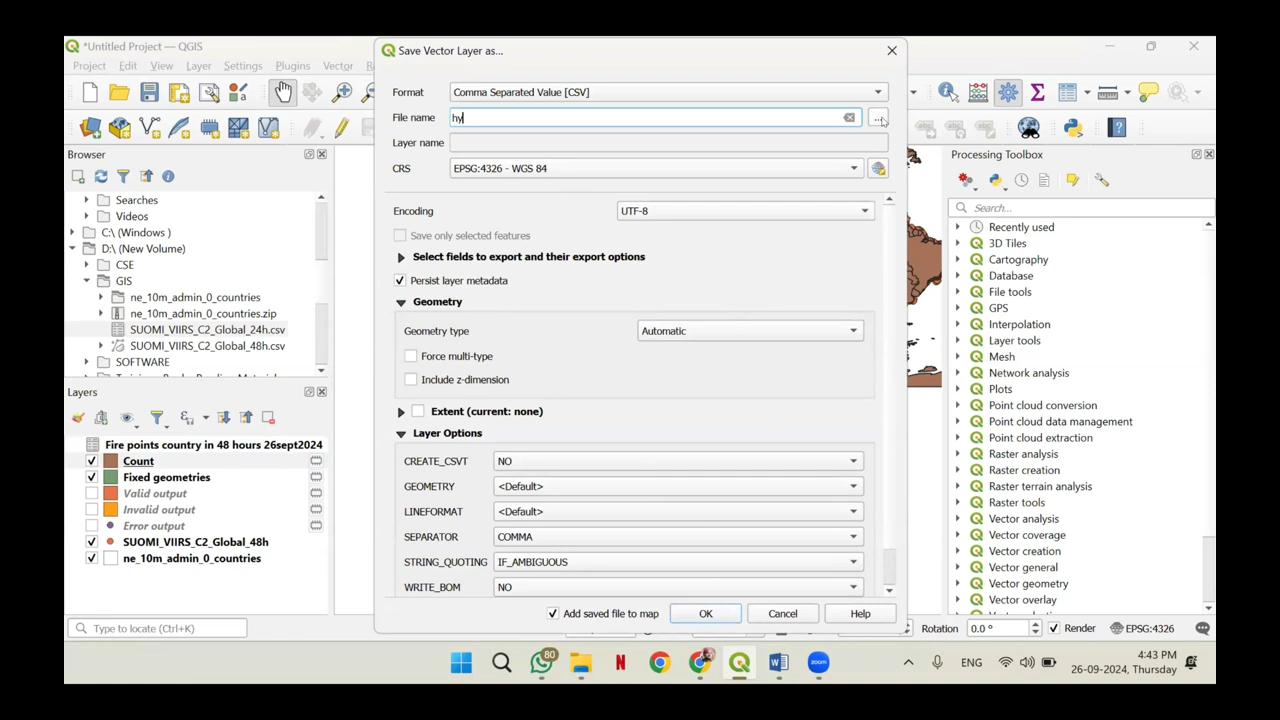 *Untitled Project — QGIS
Project Edit View Layer Settings Plugins Vector
Save Vector Layer as...
Format Comma Separated Value [CSV]
File name hy ...
Layer name
CRS EPSG:4326 - WGS 84
Encoding UTF-8
Save only selected features
Select fields to export and their export options
Persist layer metadata
Geometry
Geometry type Automatic
Force multi-type
Include z-dimension
Extent (current: none)
Layer Options
CREATE_CSVT NO
GEOMETRY <Default>
LINEFORMAT <Default>
SEPARATOR COMMA
STRING_QUOTING IF_AMBIGUOUS
WRITE_BOM NO
Add saved file to map OK Cancel Help
Browser
Searches
Videos
C:\ (Windows )
D:\ (New Volume)
CSE
GIS
ne_10m_admin_0_countries
ne_10m_admin_0_countries.zip
SUOMI_VIIRS_C2_Global_24h.csv
SUOMI_VIIRS_C2_Global_48h.csv
SOFTWARE
Layers
Fire points country in 48 hours 26sept2024
Count
Fixed geometries
Valid output
Invalid output
Error output
SUOMI_VIIRS_C2_Global_48h
ne_10m_admin_0_countries
Processing Toolbox
Search...
Recently used
3D Tiles
Cartography
Database
File tools
GPS
Interpolation
Layer tools
Mesh
Network analysis
Plots
Point cloud conversion
Point cloud data management
Point cloud extraction
Raster analysis
Raster creation
Raster terrain analysis
Raster tools
Vector analysis
Vector coverage
Vector creation
Vector general
Vector geometry
Vector overlay
Type to locate (Ctrl+K)
Rotation 0.0 ° Render EPSG:4326
80
zoom
ENG
4:43 PM
26-09-2024, Thursday